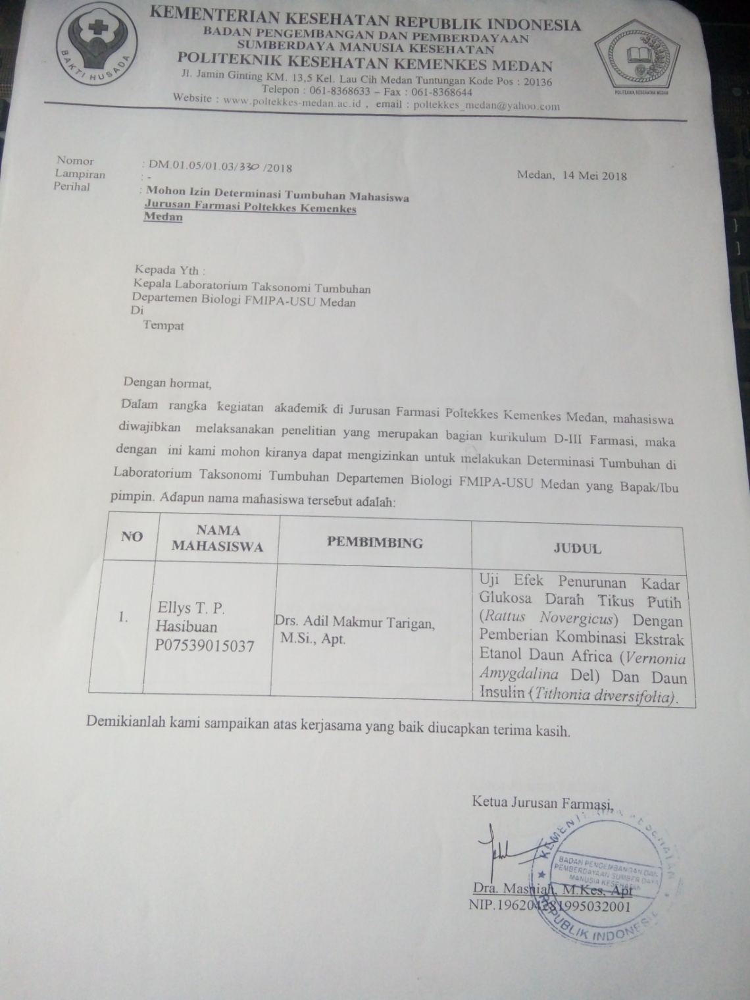 KEMENTERIAN KESEHATAN REPUBLIK INDONESIA
BADAN PENGEMBANGAN DAN PEMBERDAYAAN
SUMBERDAYA MANUSIA KESEHATAN
POLITEKNIK KESEHATAN KEMENKES MEDAN
Jl. Jamin Ginting KM. 13,5 Kel. Lau Cih Medan Tuntungan Kode Pos : 20136
Telepon : 061-8368633 – Fax : 061-8368644
Website : www.poltekkes-medan.ac.id , email : poltekkes_medan@yahoo.com
BAKTI HUSADA
POLITEKNIK KESEHATAN MEDAN
Nomor : DM.01.05/01.03/330 /2018
Medan, 14 Mei 2018
Lampiran : -
Perihal : Mohon Izin Determinasi Tumbuhan Mahasiswa
Jurusan Farmasi Poltekkes Kemenkes
Medan
Kepada Yth :
Kepala Laboratorium Taksonomi Tumbuhan
Departemen Biologi FMIPA-USU Medan
Di
Tempat
Dengan hormat,
Dalam rangka kegiatan akademik di Jurusan Farmasi Poltekkes Kemenkes Medan, mahasiswa
diwajibkan melaksanakan penelitian yang merupakan bagian kurikulum D-III Farmasi, maka
dengan ini kami mohon kiranya dapat mengizinkan untuk melakukan Determinasi Tumbuhan di
Laboratorium Taksonomi Tumbuhan Departemen Biologi FMIPA-USU Medan yang Bapak/Ibu
pimpin. Adapun nama mahasiswa tersebut adalah:
NO
NAMA
MAHASISWA
PEMBIMBING
JUDUL
1.
Ellys T. P.
Hasibuan
P07539015037
Drs. Adil Makmur Tarigan,
M.Si., Apt.
Uji Efek Penurunan Kadar
Glukosa Darah Tikus Putih
(Rattus Novergicus) Dengan
Pemberian Kombinasi Ekstrak
Etanol Daun Africa (Vernonia
Amygdalina Del) Dan Daun
Insulin (Tithonia diversifolia).
Demikianlah kami sampaikan atas kerjasama yang baik diucapkan terima kasih.
Ketua Jurusan Farmasi,
KEMENTERIAN KESEHATAN
BADAN PENGEMBANGAN DAN
PEMBERDAYAAN SUMBER DAYA
MANUSIA KESEHATAN
REPUBLIK INDONESIA
Dra. Masniah, M.Kes, Apt
NIP.196204281995032001